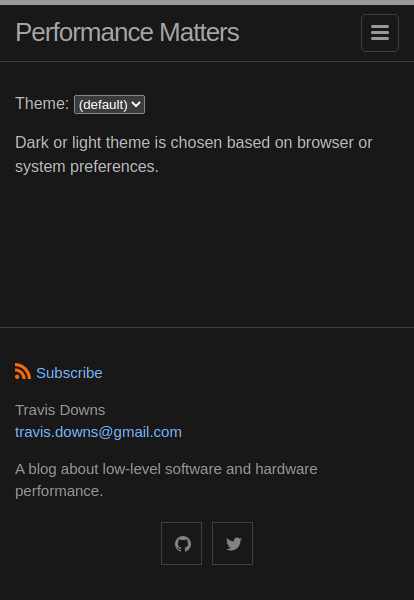 Performance Matters
Theme: (default)
Dark or light theme is chosen based on browser or
system preferences.
Subscribe
Travis Downs
travis.downs@gmail.com
A blog about low-level software and hardware
performance.